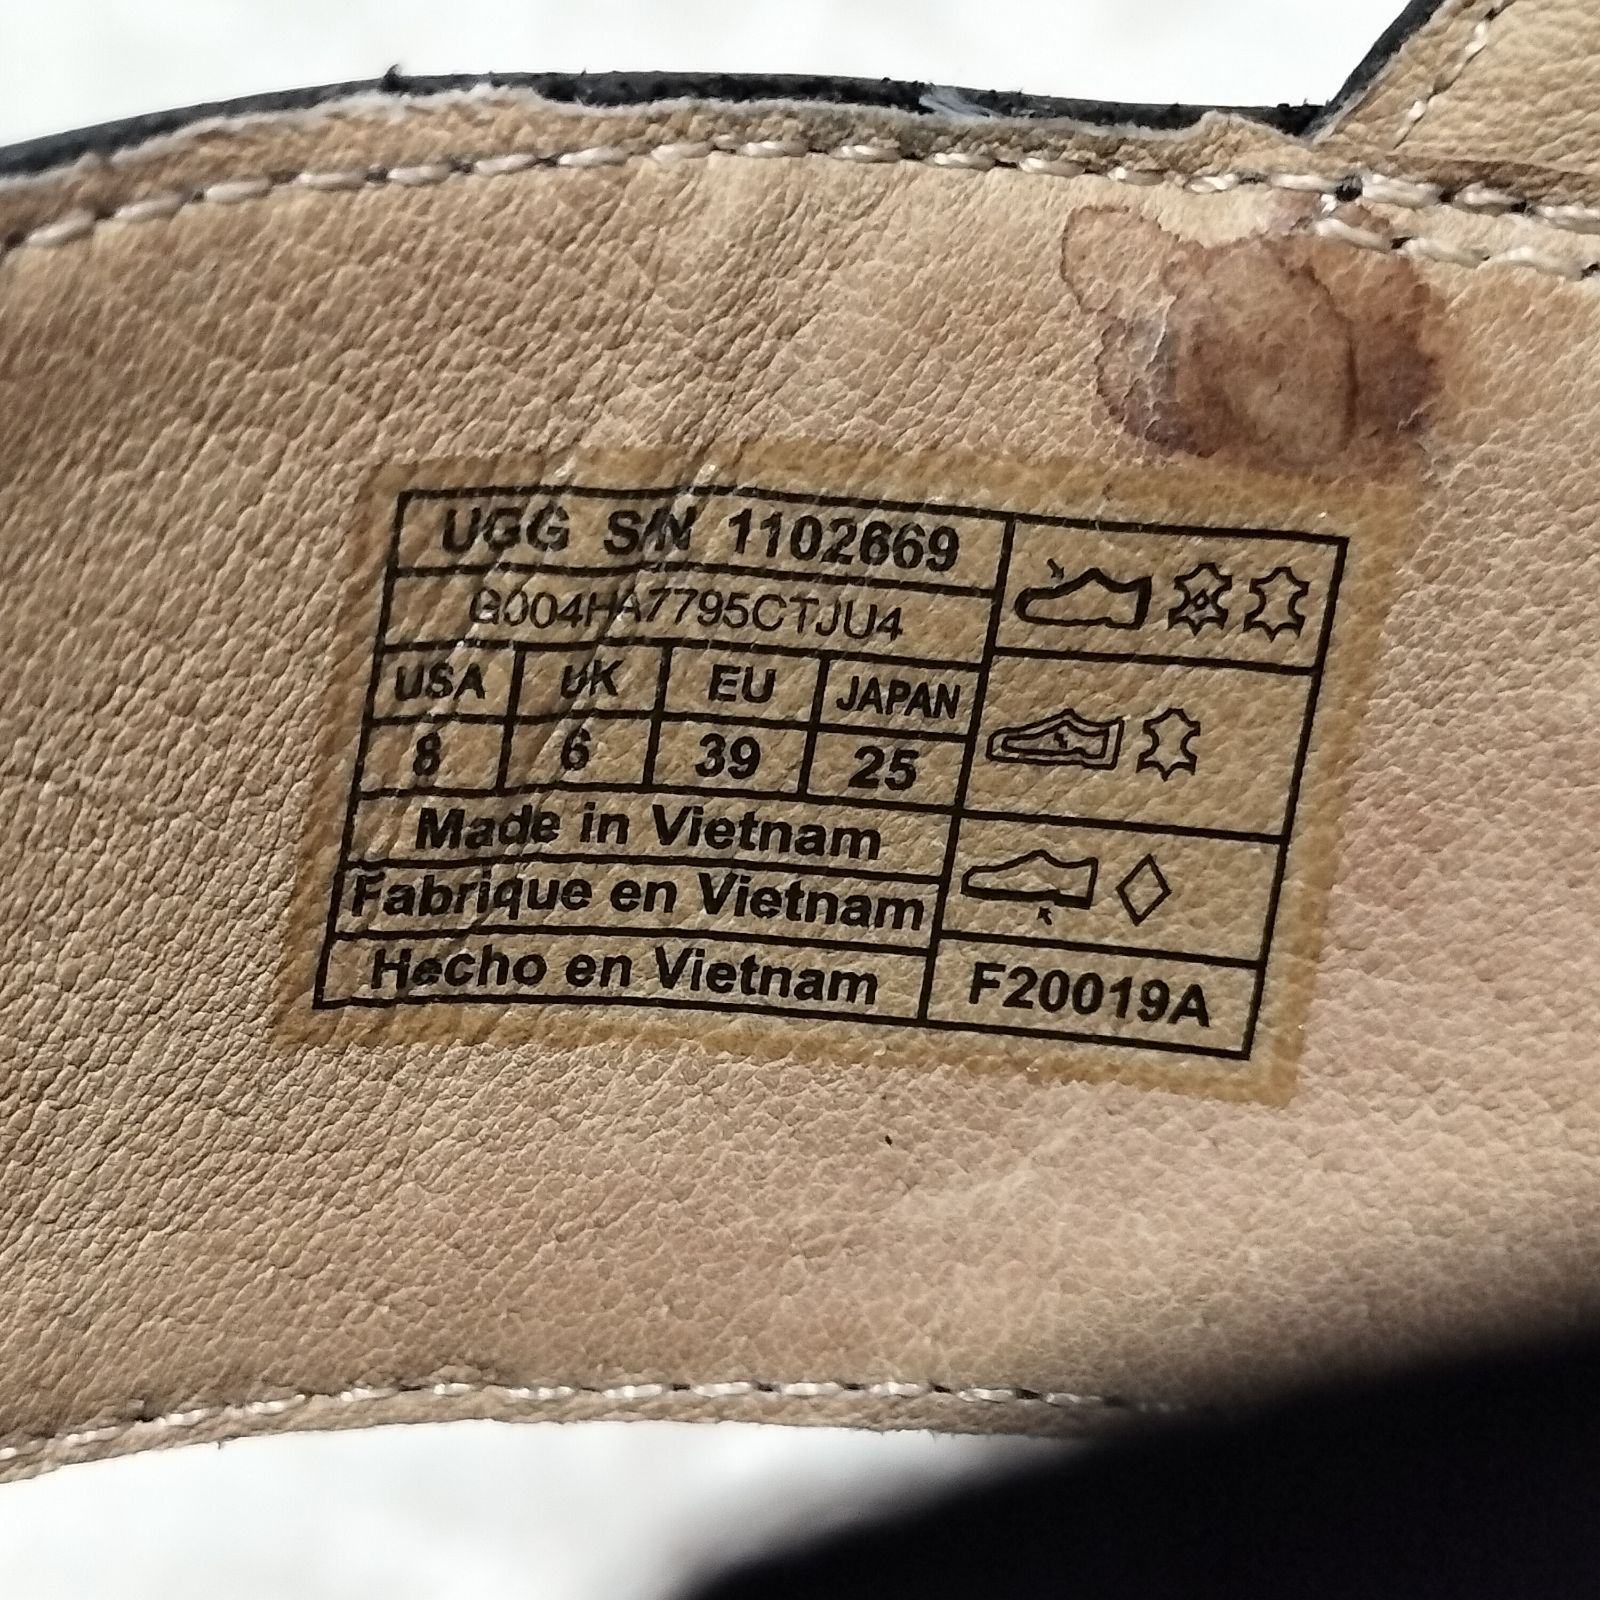 UGG S/N 1102669
G004HA7795CTJU4
USA UK EU JAPAN
8 6 39 25
Made in Vietnam
Fabrique en Vietnam
Hecho en Vietnam
F20019A